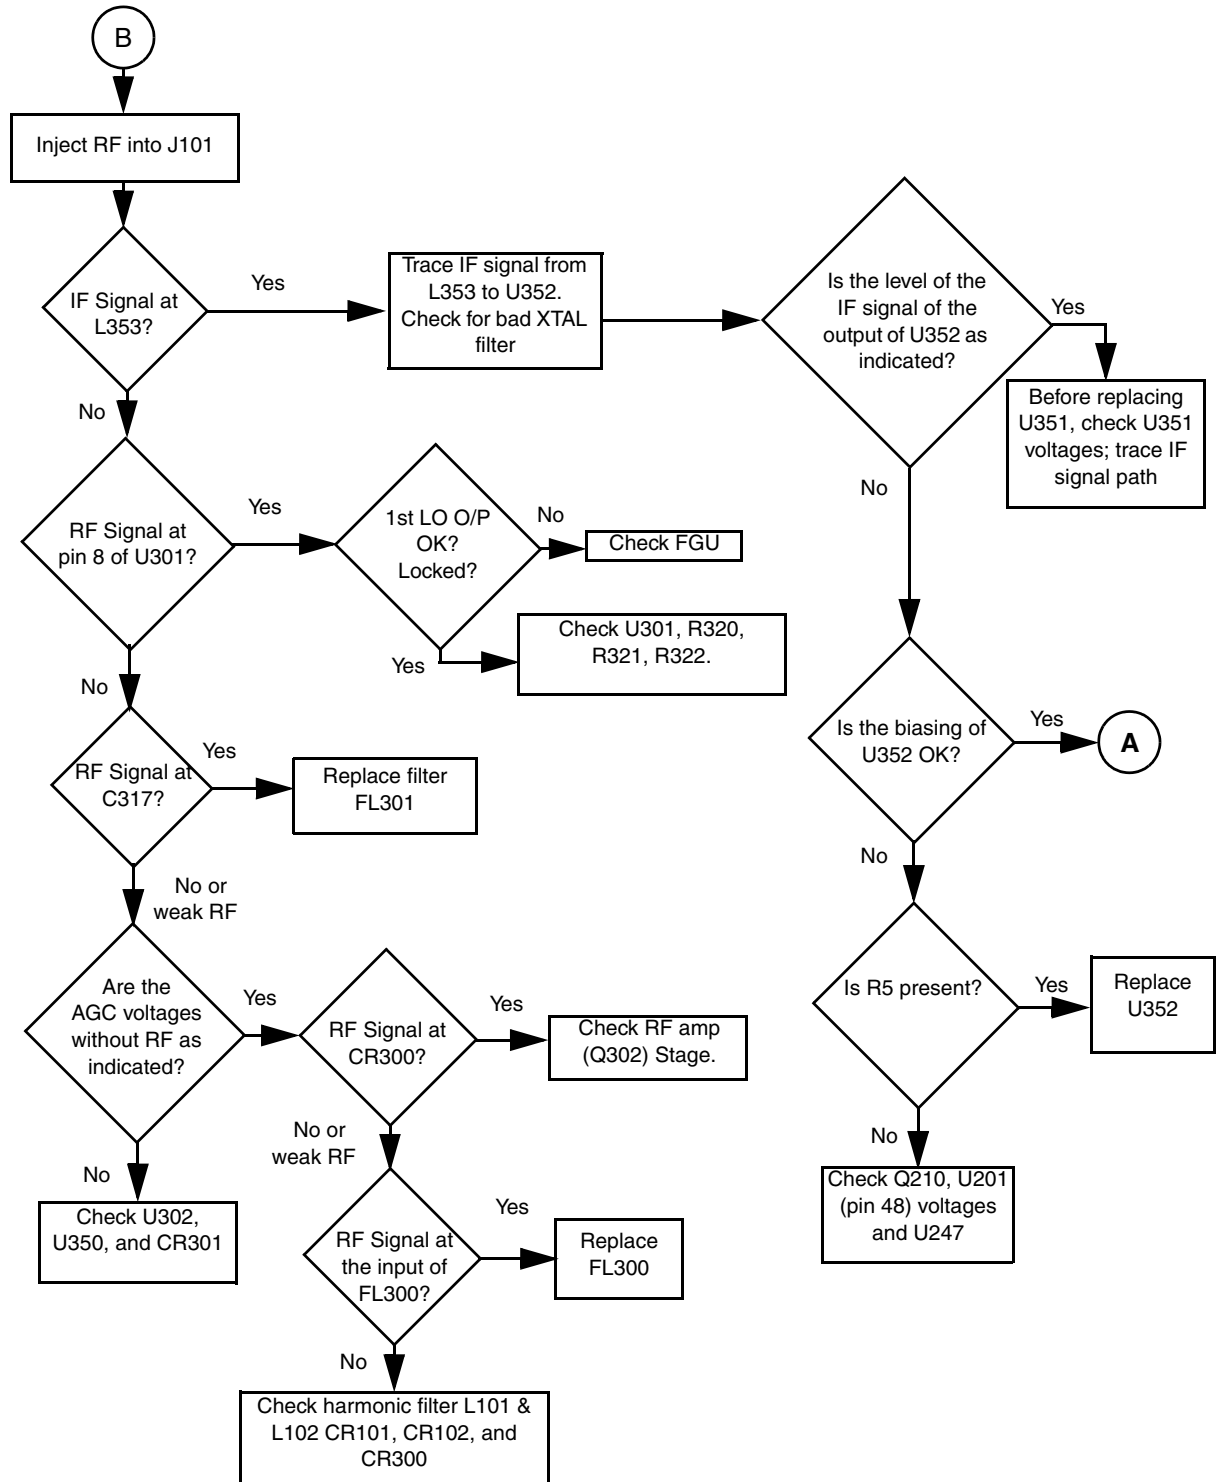 B
Inject RF into J101
IF Signal at
L353?
Yes
Trace IF signal from
L353 to U352.
Check for bad XTAL
filter
Is the level of the
IF signal of the
output of U352 as
indicated?
Yes
Before replacing
U351, check U351
voltages; trace IF
signal path
No
No
RF Signal at
pin 8 of U301?
Yes
1st LO O/P
OK?
Locked?
No
Check FGU
Yes
Check U301, R320,
R321, R322.
No
RF Signal at
C317?
Yes
Replace filter
FL301
Is the biasing of
U352 OK?
Yes
A
No
No or
weak RF
Are the
AGC voltages
without RF as
indicated?
Yes
RF Signal at
CR300?
Yes
Check RF amp
(Q302) Stage.
Is R5 present?
Yes
Replace
U352
No
Check U302,
U350, and CR301
No or
weak RF
RF Signal at
the input of
FL300?
Yes
Replace
FL300
No
Check Q210, U201
(pin 48) voltages
and U247
No
Check harmonic filter L101 &
L102 CR101, CR102, and
CR300